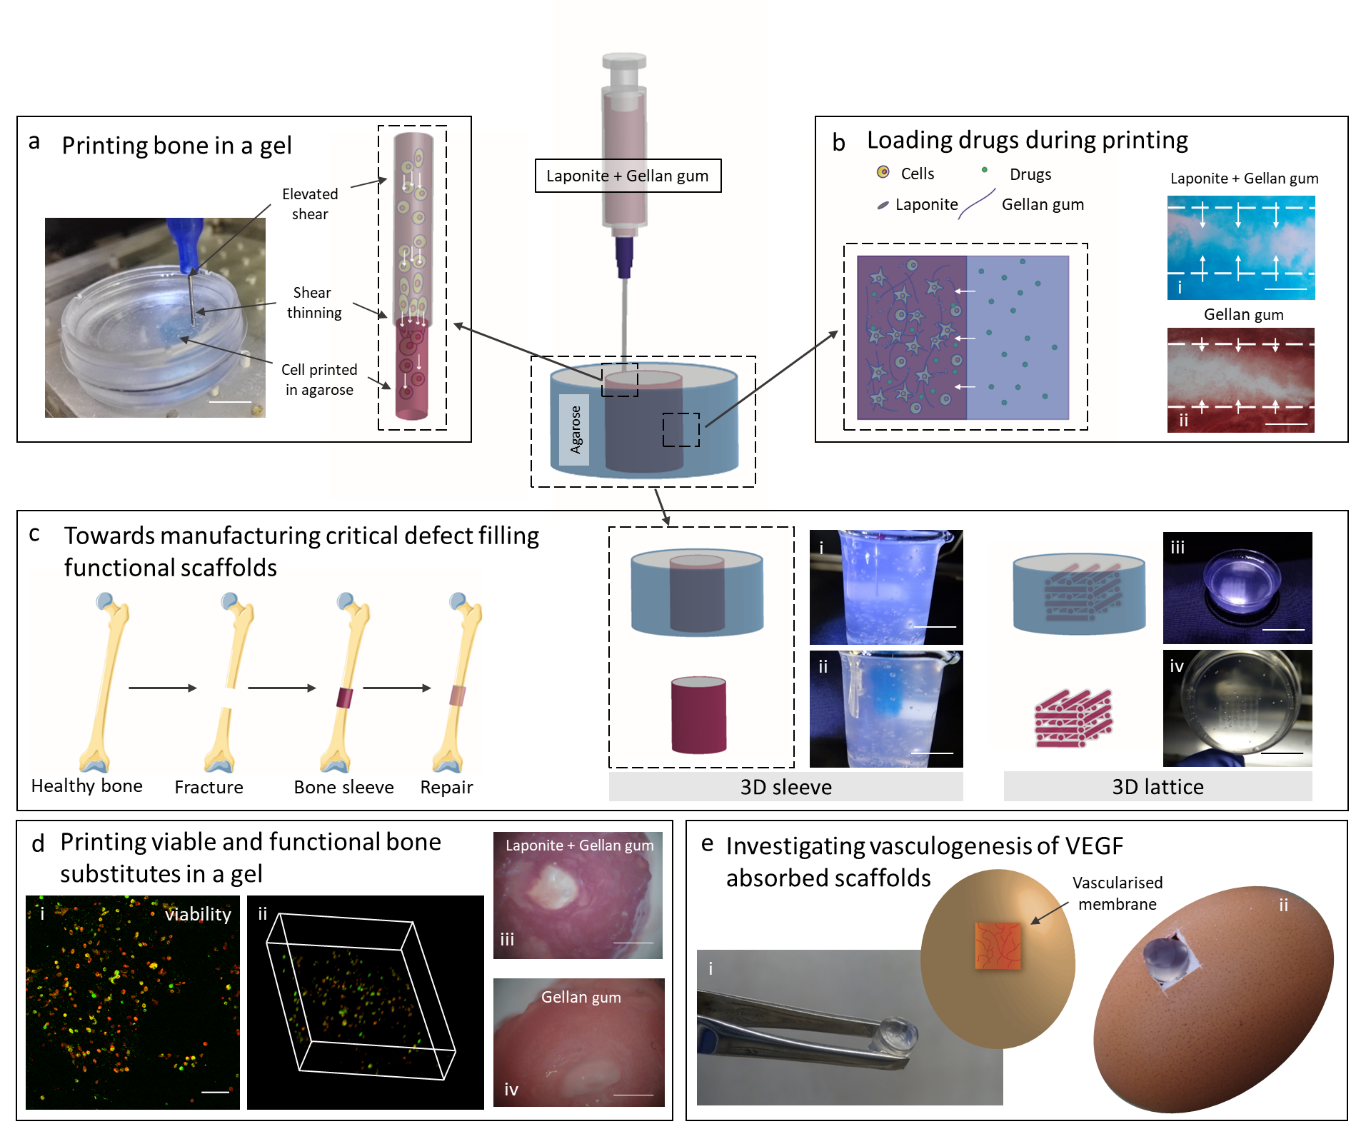 Laponite + Gellan gum
Agarose
a
Printing bone in a gel
Elevated
shear
Shear
thinning
Cell printed
in agarose
b
Loading drugs during printing
Cells
Drugs
Laponite
Gellan gum
Laponite + Gellan gum
i
Gellan gum
ii
c
Towards manufacturing critical defect filling
functional scaffolds
Healthy bone
Fracture
Bone sleeve
Repair
i
ii
3D sleeve
iii
iv
3D lattice
d
Printing viable and functional bone
substitutes in a gel
i
viability
ii
Laponite + Gellan gum
iii
Gellan gum
iv
e
Investigating vasculogenesis of VEGF
absorbed scaffolds
Vascularised
membrane
i
ii